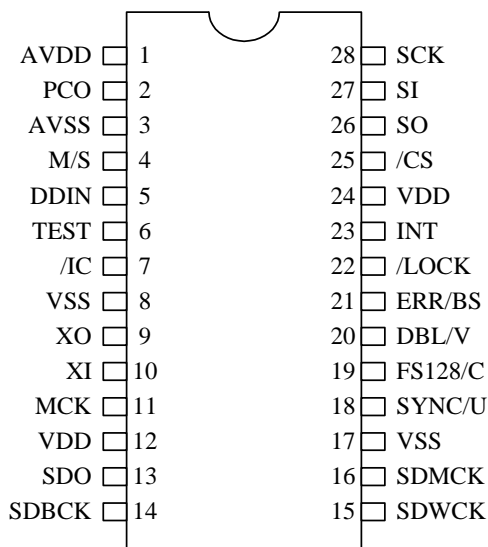 AVDD 1 28 SCK
PCO 2 27 SI
AVSS 3 26 SO
M/S 4 25 /CS
DDIN 5 24 VDD
TEST 6 23 INT
/IC 7 22 /LOCK
VSS 8 21 ERR/BS
XO 9 20 DBL/V
XI 10 19 FS128/C
MCK 11 18 SYNC/U
VDD 12 17 VSS
SDO 13 16 SDMCK
SDBCK 14 15 SDWCK